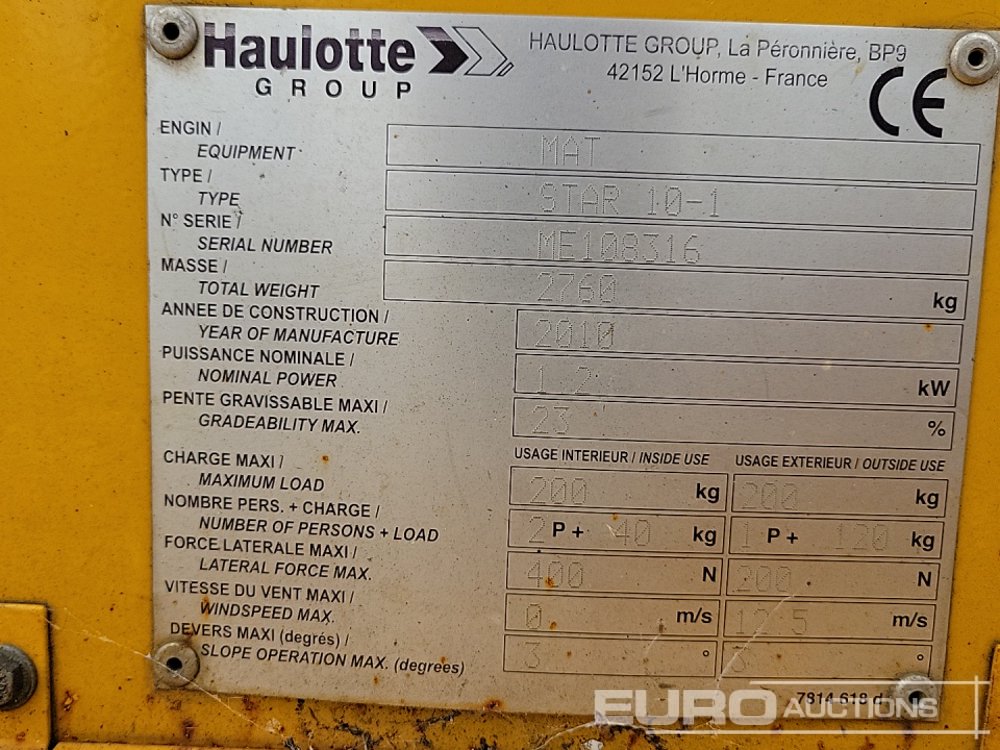 Haulotte
GROUP
HAULOTTE GROUP, La Péronnière, BP9
42152 L'Horme - France
CE
ENGIN /
EQUIPMENT
MAT
TYPE /
TYPE
STAR 10-1
N° SERIE /
SERIAL NUMBER
ME108316
MASSE /
TOTAL WEIGHT
2760 kg
ANNEE DE CONSTRUCTION /
YEAR OF MANUFACTURE
2010
PUISSANCE NOMINALE /
NOMINAL POWER
1.2 kW
PENTE GRAVISSABLE MAXI /
GRADEABILITY MAX.
23 %
USAGE INTERIEUR / INSIDE USE USAGE EXTERIEUR / OUTSIDE USE
CHARGE MAXI /
MAXIMUM LOAD
200 kg 200 kg
NOMBRE PERS. + CHARGE /
NUMBER OF PERSONS + LOAD
2 P + 40 kg 1 P + 120 kg
FORCE LATERALE MAXI /
LATERAL FORCE MAX.
400 N 200 N
VITESSE DU VENT MAXI /
WINDSPEED MAX.
0 m/s 12.5 m/s
DEVERS MAXI (degrés) /
SLOPE OPERATION MAX. (degrees)
3 ° 3 °
7814 618 d
EURO AUCTIONS